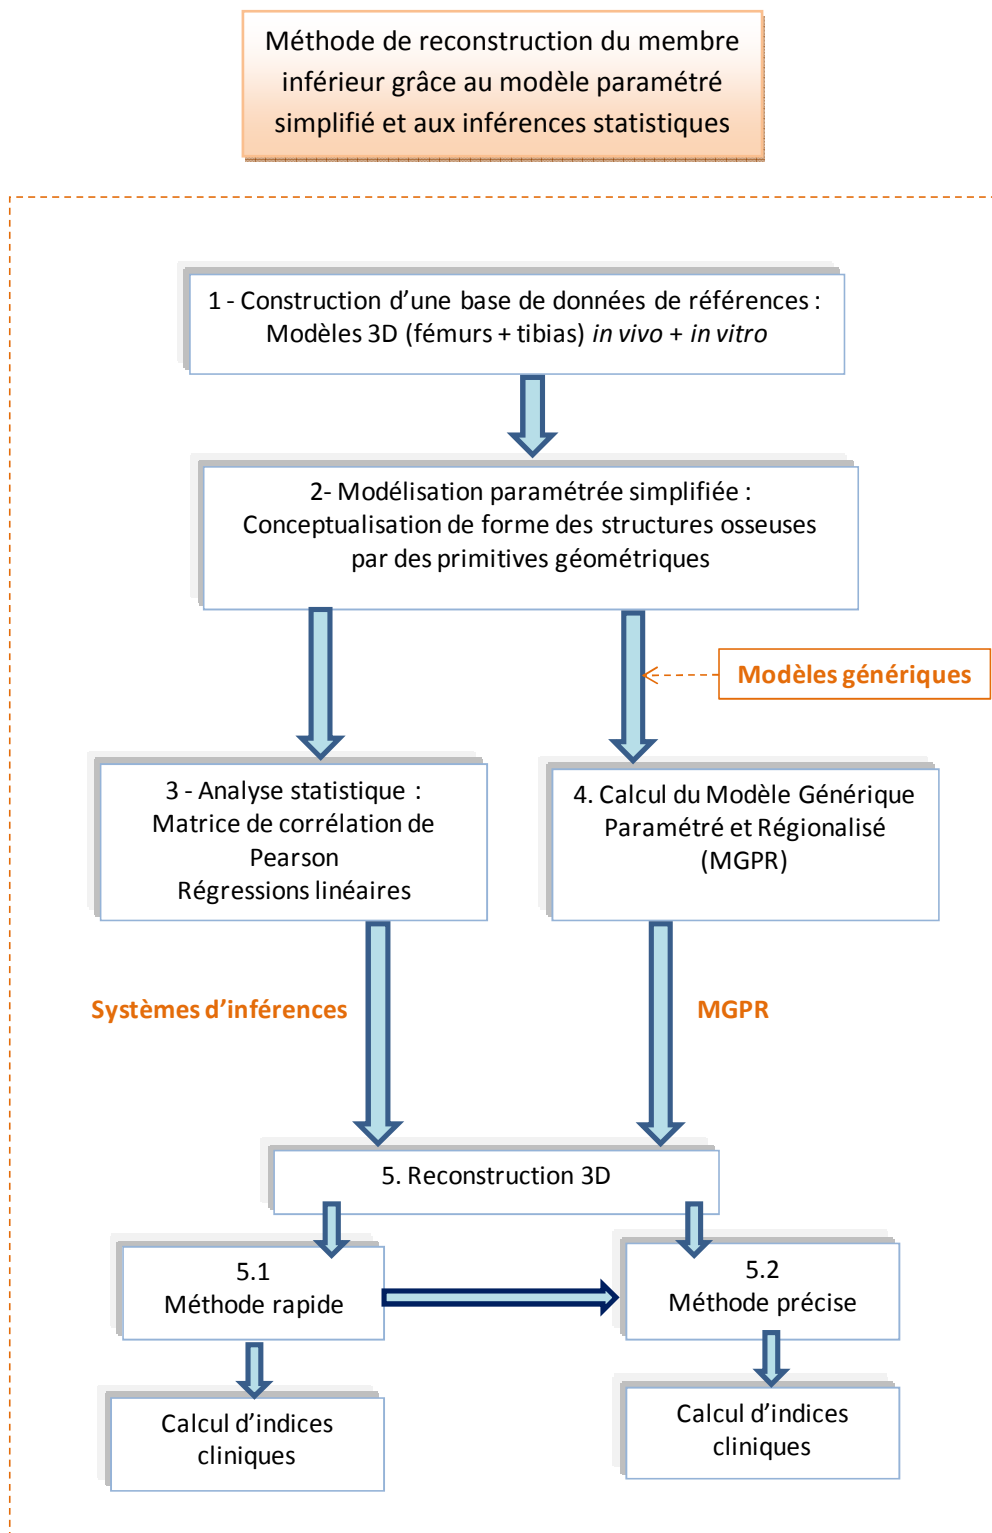 Méthode de reconstruction du membre
inférieur grâce au modèle paramétré
simplifié et aux inférences statistiques
1 - Construction d’une base de données de références :
Modèles 3D (fémurs + tibias) in vivo + in vitro
2- Modélisation paramétrée simplifiée :
Conceptualisation de forme des structures osseuses
par des primitives géométriques
Modèles génériques
3 - Analyse statistique :
Matrice de corrélation de
Pearson
Régressions linéaires
4. Calcul du Modèle Générique
Paramétré et Régionalisé
(MGPR)
Systèmes d’inférences
MGPR
5. Reconstruction 3D
5.1
Méthode rapide
5.2
Méthode précise
Calcul d’indices
cliniques
Calcul d’indices
cliniques